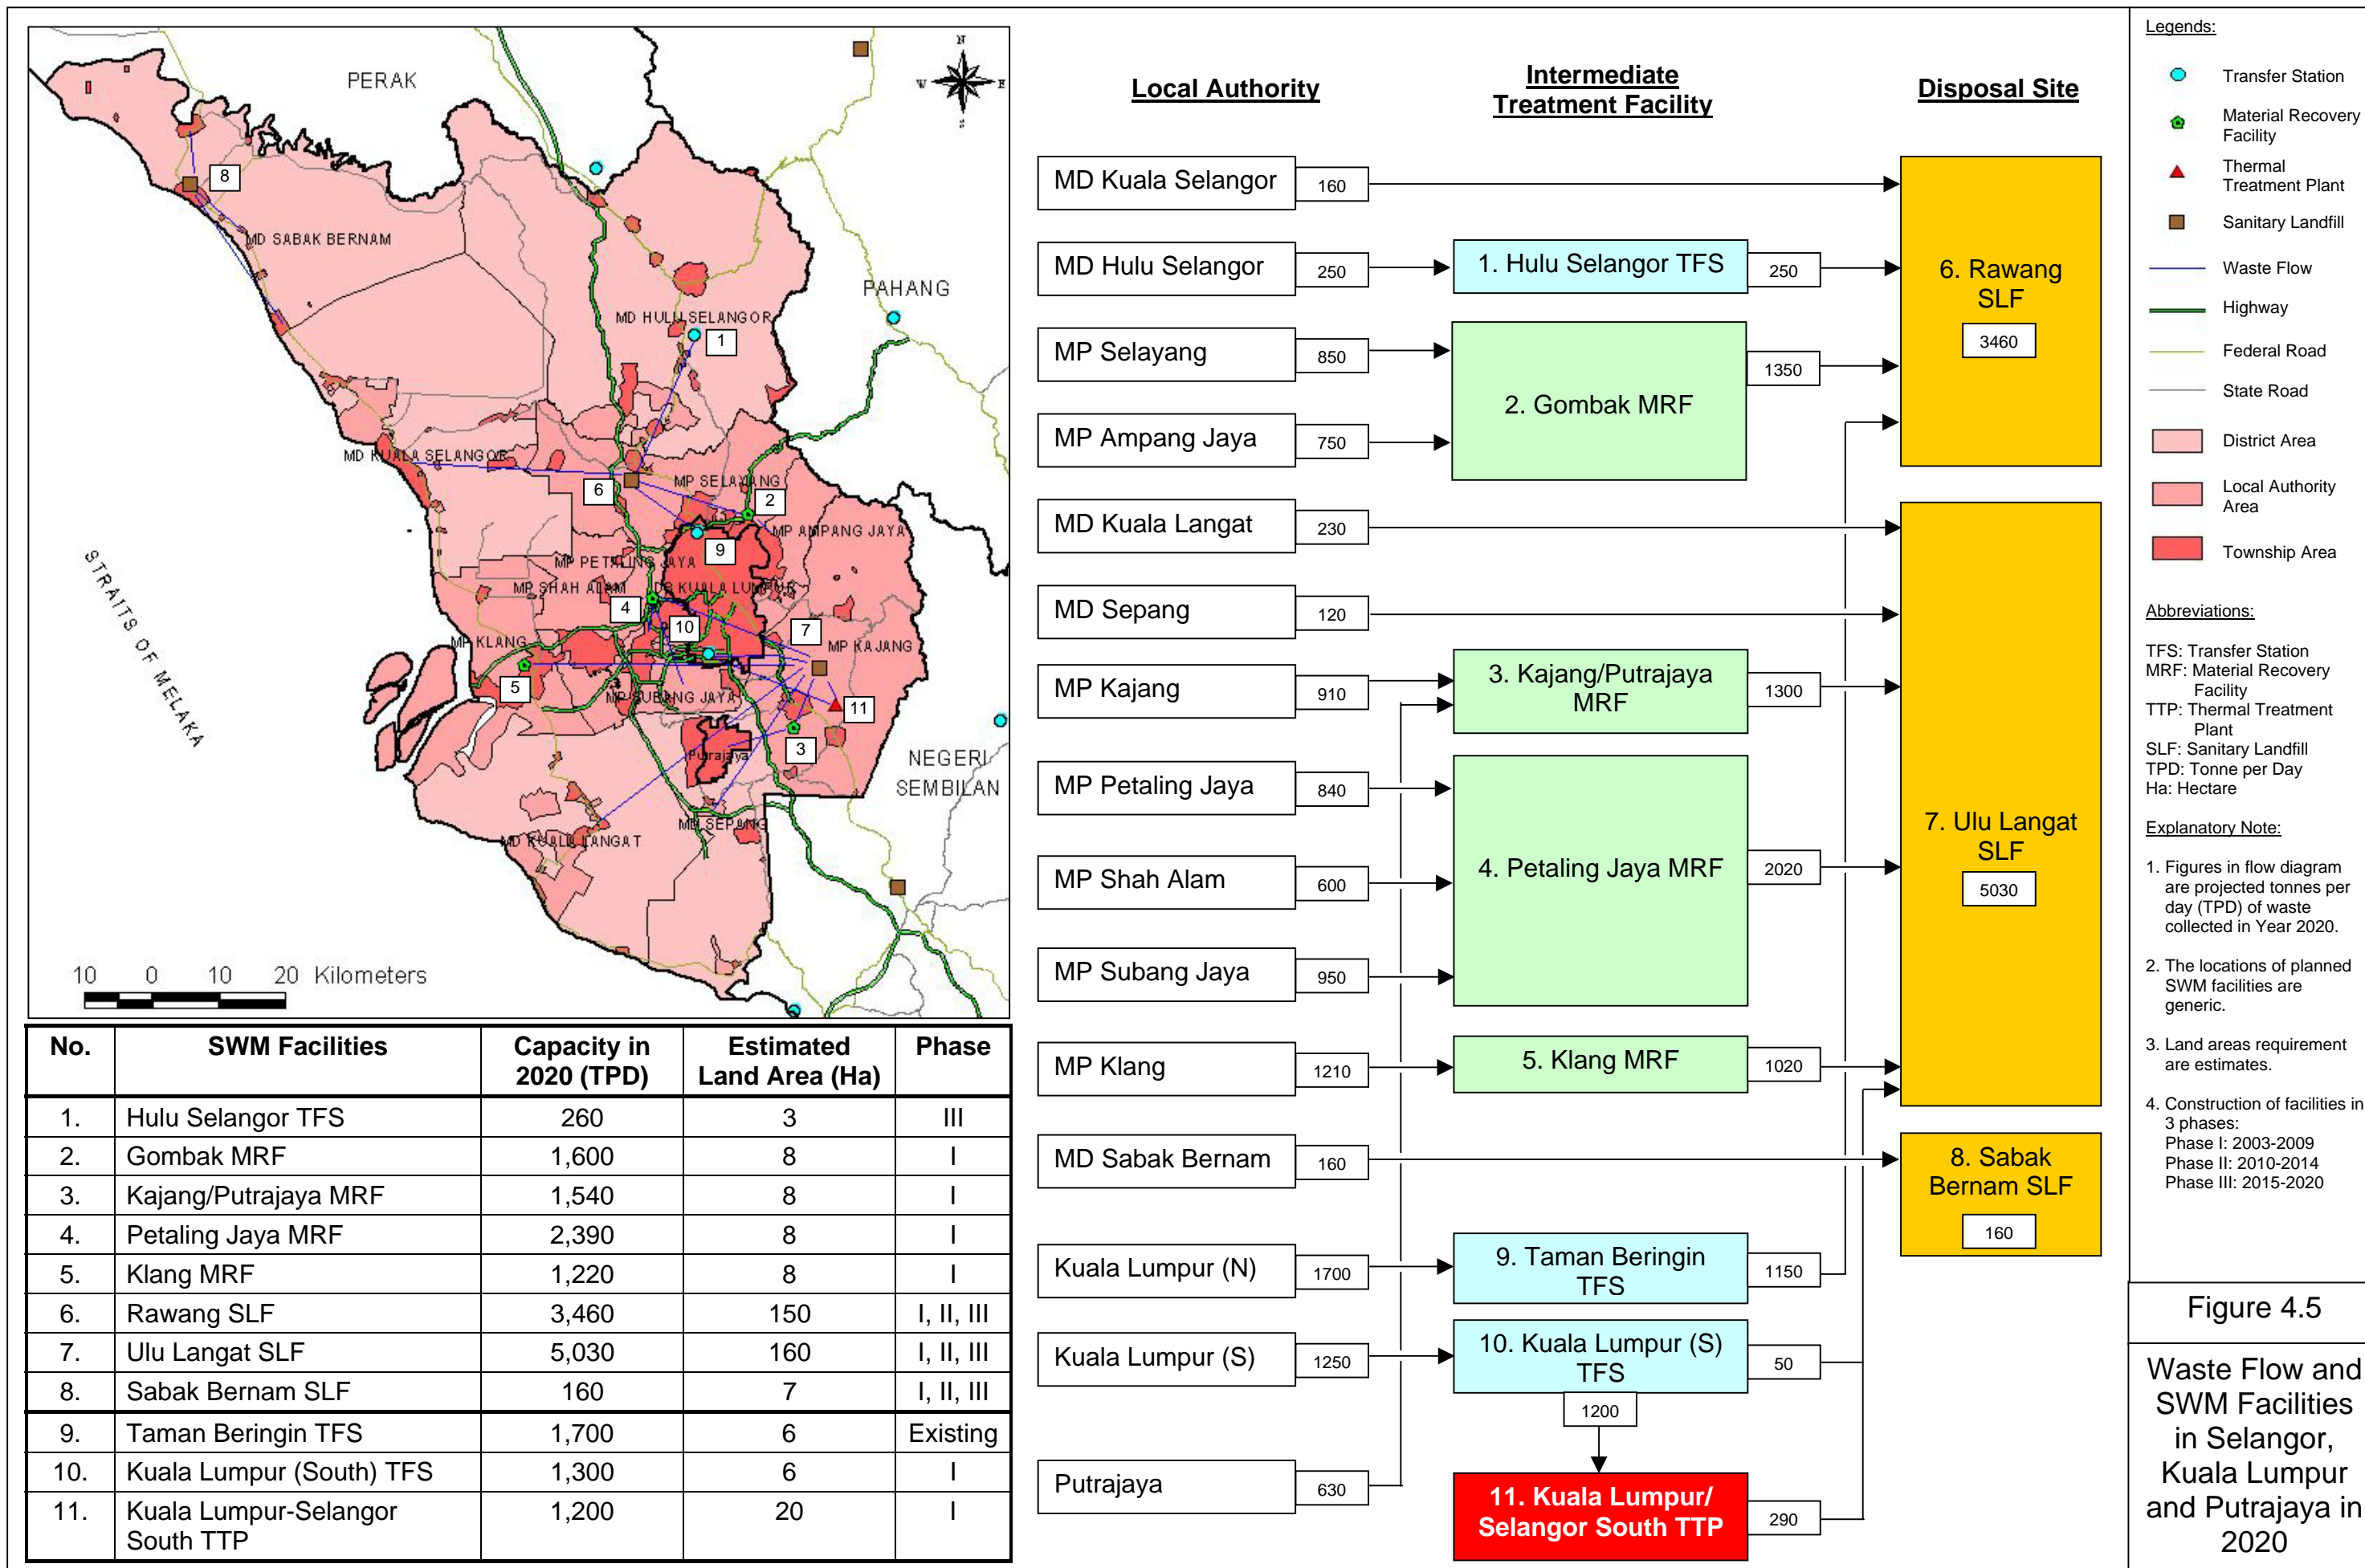 PERAK
N
W
E
S
8
MD SABAK BERNAM
PAHANG
MD HULU SELANGOR
1
MD KUALA SELANGOR
6
MP SELAYANG
2
MP AMPANG JAYA
9
MP PETALING JAYA
MP SHAH ALAM
DB KUALA LUMPUR
4
10
7
MP KLANG
MP KAJANG
5
MP SUBANG JAYA
11
3
Putrajaya
NEGERI
SEMBILAN
MD SEPANG
MD KUALA LANGAT
STRAITS OF MELAKA
10 0 10 20 Kilometers
No. SWM Facilities Capacity in 2020 (TPD) Estimated Land Area (Ha) Phase
1. Hulu Selangor TFS 260 3 III
2. Gombak MRF 1,600 8 I
3. Kajang/Putrajaya MRF 1,540 8 I
4. Petaling Jaya MRF 2,390 8 I
5. Klang MRF 1,220 8 I
6. Rawang SLF 3,460 150 I, II, III
7. Ulu Langat SLF 5,030 160 I, II, III
8. Sabak Bernam SLF 160 7 I, II, III
9. Taman Beringin TFS 1,700 6 Existing
10. Kuala Lumpur (South) TFS 1,300 6 I
11. Kuala Lumpur-Selangor South TTP 1,200 20 I
Local Authority
Intermediate
Treatment Facility
Disposal Site
MD Kuala Selangor 160
MD Hulu Selangor 250
1. Hulu Selangor TFS 250
MP Selayang 850
MP Ampang Jaya 750
2. Gombak MRF 1350
6. Rawang
SLF
3460
MD Kuala Langat 230
MD Sepang 120
MP Kajang 910
3. Kajang/Putrajaya
MRF
1300
MP Petaling Jaya 840
MP Shah Alam 600
MP Subang Jaya 950
4. Petaling Jaya MRF 2020
7. Ulu Langat
SLF
5030
MP Klang 1210
5. Klang MRF 1020
MD Sabak Bernam 160
8. Sabak
Bernam SLF
160
Kuala Lumpur (N) 1700
9. Taman Beringin
TFS
1150
Kuala Lumpur (S) 1250
10. Kuala Lumpur (S)
TFS
50
1200
Putrajaya 630
11. Kuala Lumpur/
Selangor South TTP
290
Legends:
Transfer Station
Material Recovery
Facility
Thermal
Treatment Plant
Sanitary Landfill
Waste Flow
Highway
Federal Road
State Road
District Area
Local Authority
Area
Township Area
Abbreviations:
TFS: Transfer Station
MRF: Material Recovery
Facility
TTP: Thermal Treatment
Plant
SLF: Sanitary Landfill
TPD: Tonne per Day
Ha: Hectare
Explanatory Note:
1. Figures in flow diagram
are projected tonnes per
day (TPD) of waste
collected in Year 2020.
2. The locations of planned
SWM facilities are
generic.
3. Land areas requirement
are estimates.
4. Construction of facilities in
3 phases:
Phase I: 2003-2009
Phase II: 2010-2014
Phase III: 2015-2020
Figure 4.5
Waste Flow and
SWM Facilities
in Selangor,
Kuala Lumpur
and Putrajaya in
2020